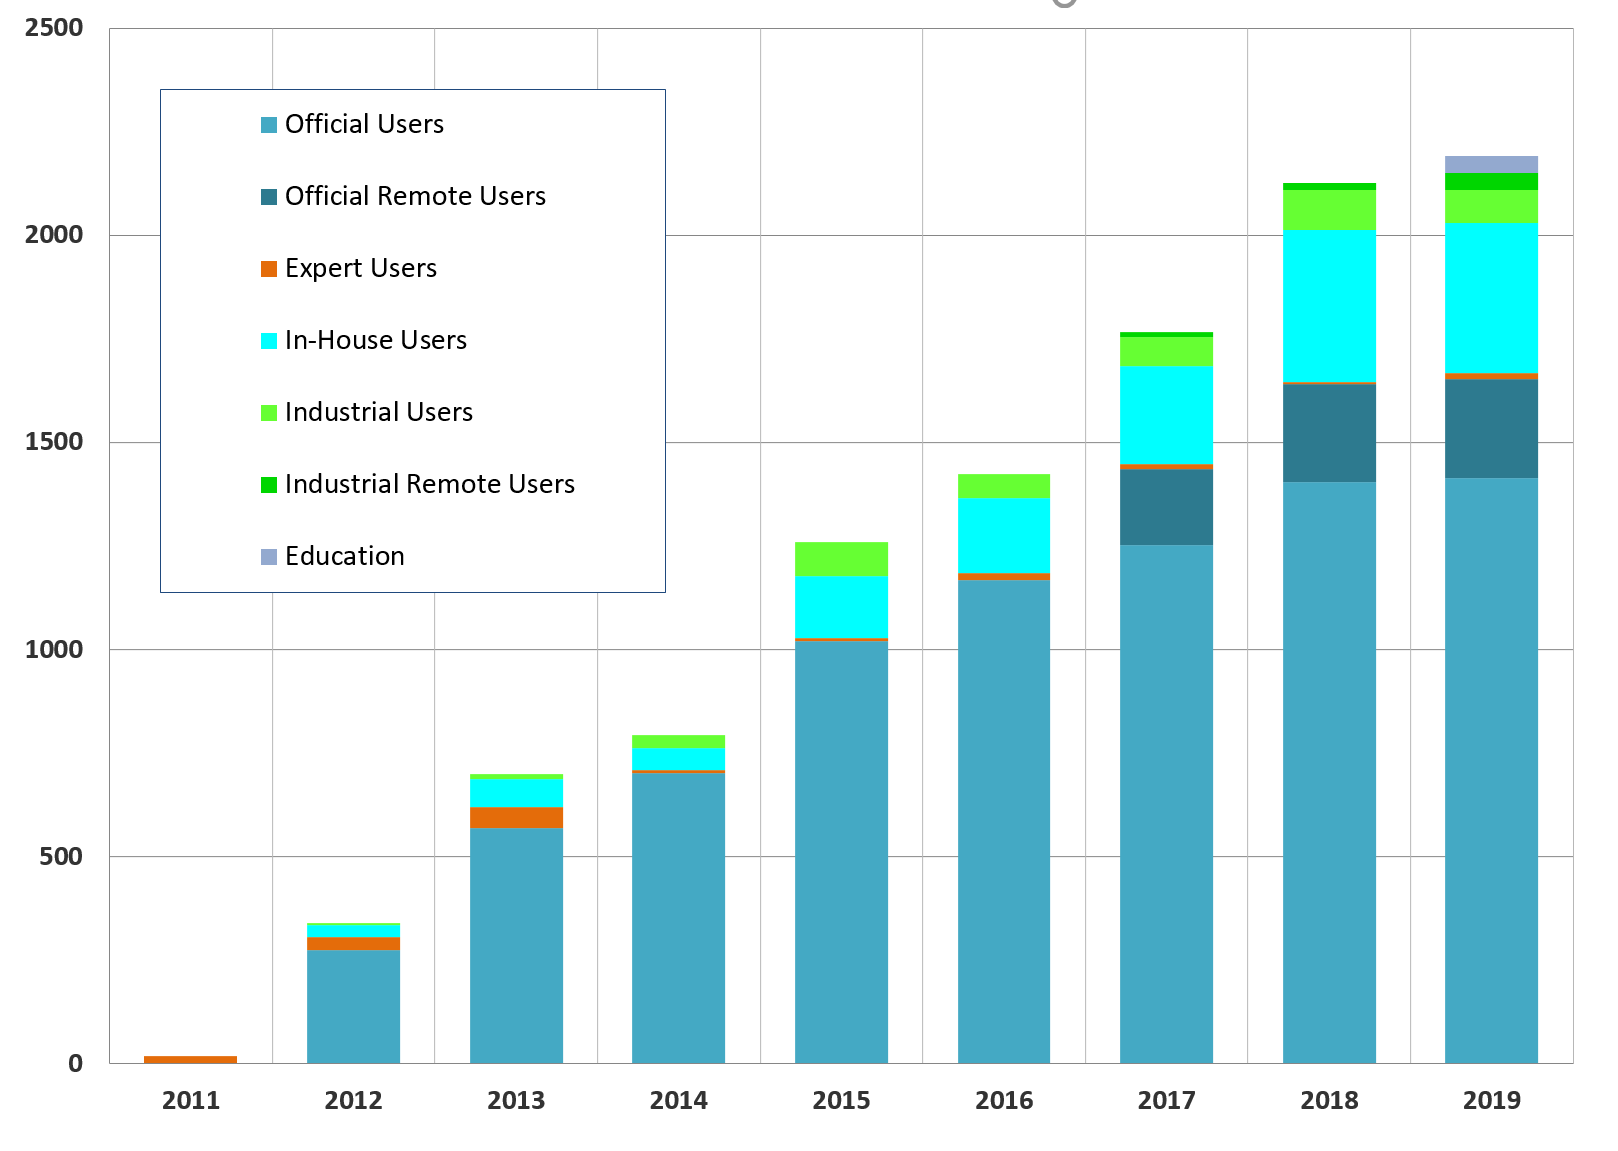 2500
2000
1500
1000
500
0
Official Users
Official Remote Users
Expert Users
In-House Users
Industrial Users
Industrial Remote Users
Education
2011 2012 2013 2014 2015 2016 2017 2018 2019